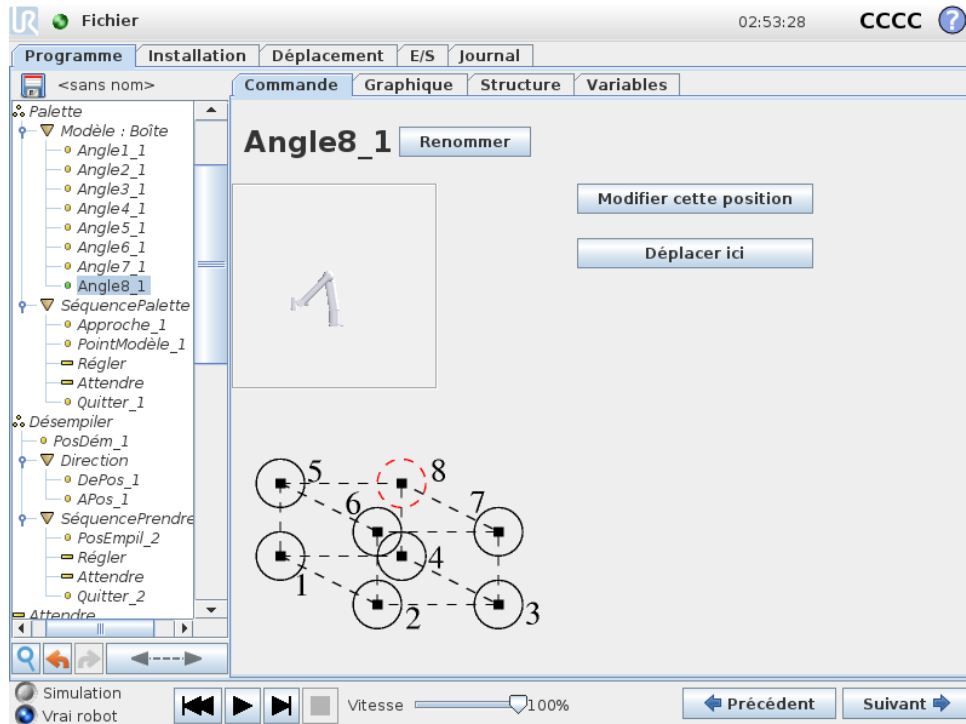 UR Fichier 02:53:28 CCCC ?
Programme Installation Déplacement E/S Journal
<sans nom>
Commande Graphique Structure Variables
Palette
Modèle : Boîte
Angle1_1
Angle2_1
Angle3_1
Angle4_1
Angle5_1
Angle6_1
Angle7_1
Angle8_1
SéquencePalette
Approche_1
PointModèle_1
Régler
Attendre
Quitter_1
Désempiler
PosDém_1
Direction
DePos_1
APos_1
SéquencePrendre
PosEmpil_2
Régler
Attendre
Quitter_2
Attendre
Angle8_1 Renommer
Modifier cette position
Déplacer ici
5 8
6 7
1 4
2 3
Simulation
Vrai robot
Vitesse 100%
Précédent Suivant